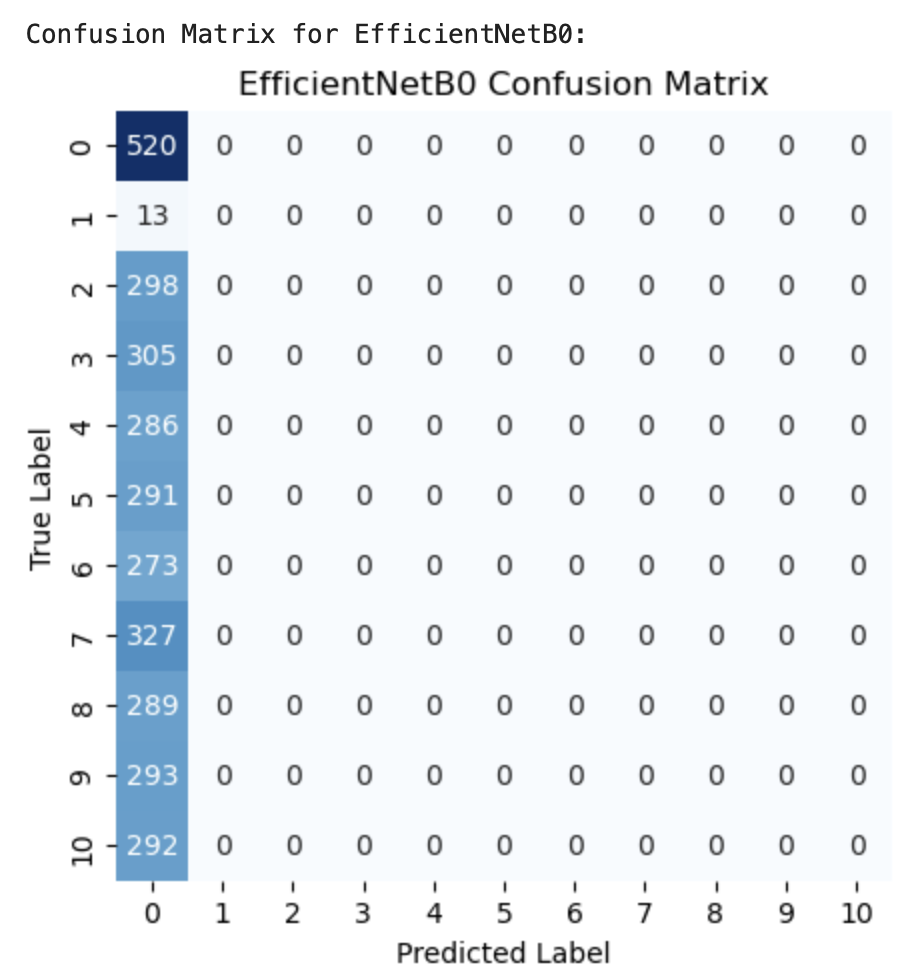 Confusion Matrix for EfficientNetB0:
EfficientNetB0 Confusion Matrix
0 520 0 0 0 0 0 0 0 0 0 0
1 13 0 0 0 0 0 0 0 0 0 0
2 298 0 0 0 0 0 0 0 0 0 0
3 305 0 0 0 0 0 0 0 0 0 0
4 286 0 0 0 0 0 0 0 0 0 0
5 291 0 0 0 0 0 0 0 0 0 0
6 273 0 0 0 0 0 0 0 0 0 0
7 327 0 0 0 0 0 0 0 0 0 0
8 289 0 0 0 0 0 0 0 0 0 0
9 293 0 0 0 0 0 0 0 0 0 0
10 292 0 0 0 0 0 0 0 0 0 0
True Label
0 1 2 3 4 5 6 7 8 9 10
Predicted Label